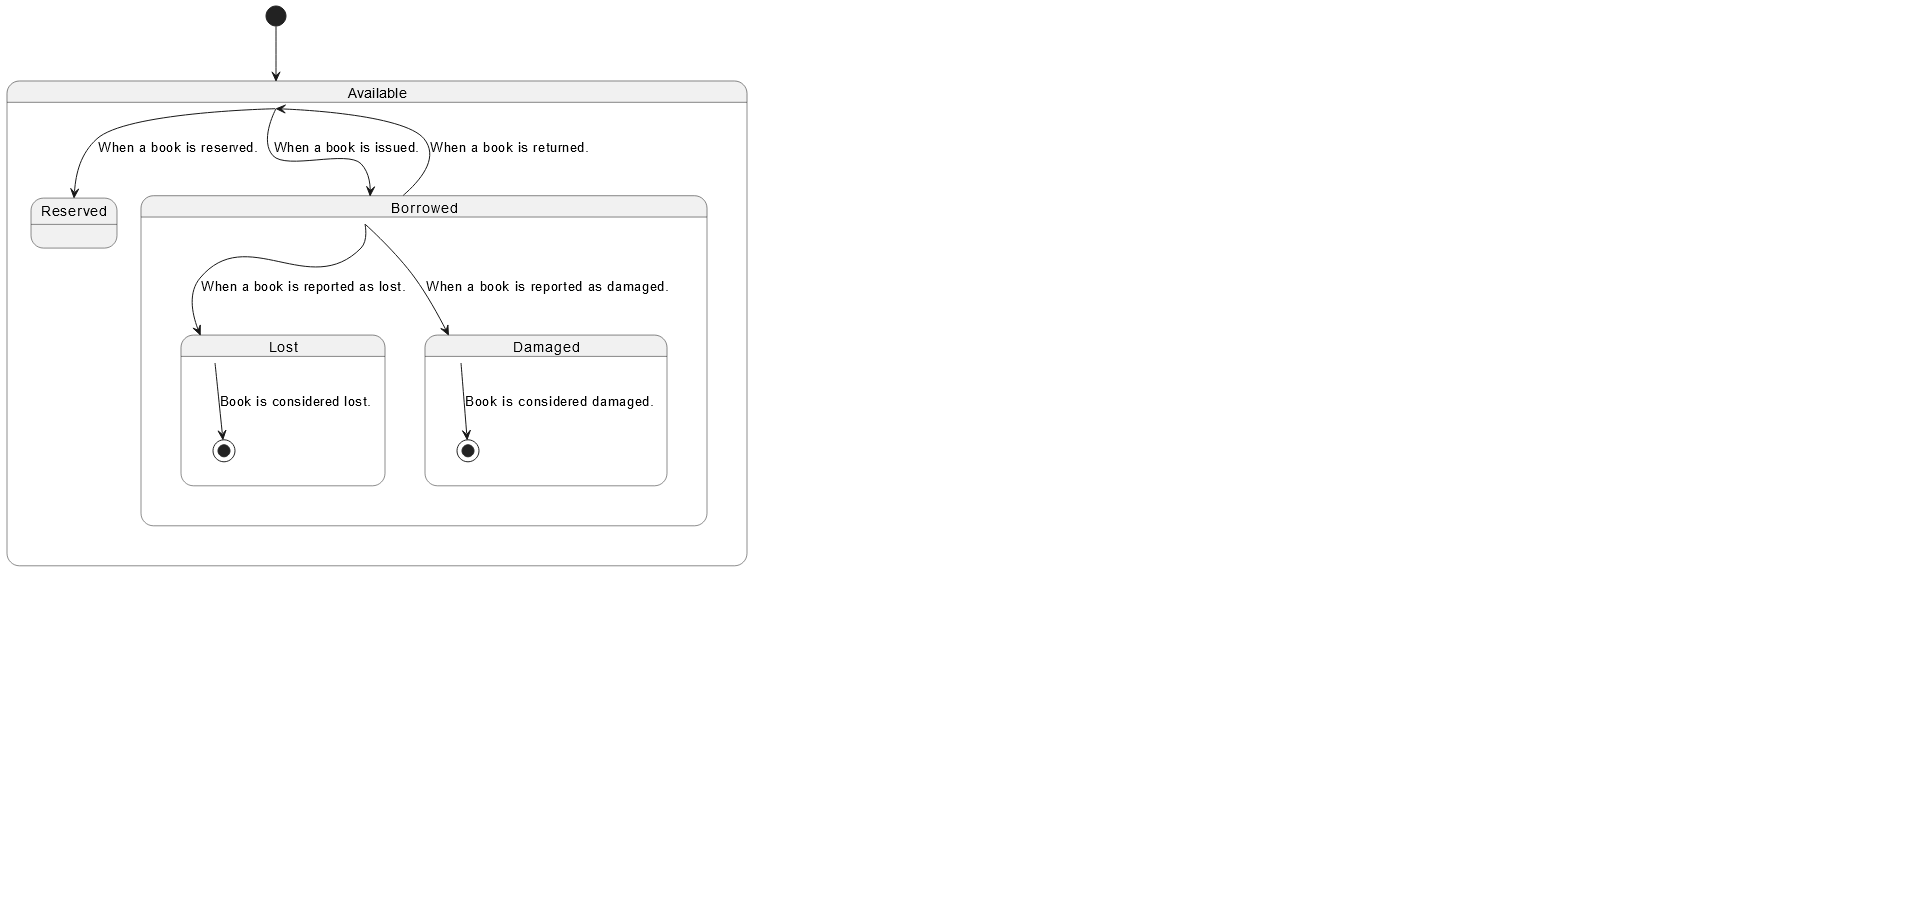 Available
When a book is reserved.
When a book is issued.
When a book is returned.
Reserved
Borrowed
When a book is reported as lost.
When a book is reported as damaged.
Lost
Damaged
Book is considered lost.
Book is considered damaged.